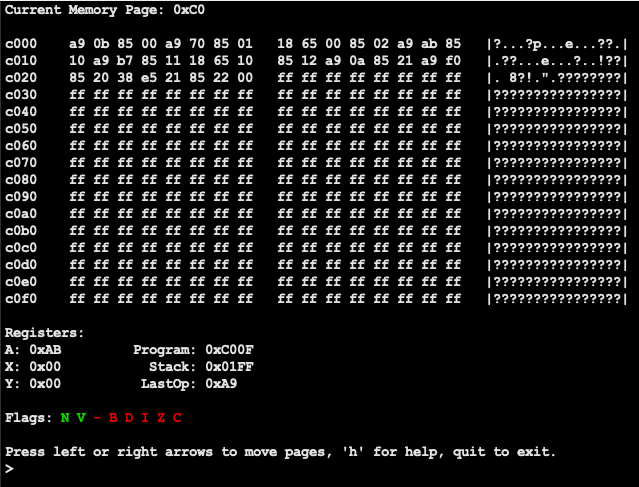 Current Memory Page: 0xC0
c000 a9 0b 85 00 a9 70 85 01 18 65 00 85 02 a9 ab 85 |?...?p...e...??.|
c010 10 a9 b7 85 11 18 65 10 85 12 a9 0a 85 21 a9 f0 |.??...e...?..!??|
c020 85 20 38 e5 21 85 22 00 ff ff ff ff ff ff ff ff |. 8?!.".????????|
c030 ff ff ff ff ff ff ff ff ff ff ff ff ff ff ff ff |????????????????|
c040 ff ff ff ff ff ff ff ff ff ff ff ff ff ff ff ff |????????????????|
c050 ff ff ff ff ff ff ff ff ff ff ff ff ff ff ff ff |????????????????|
c060 ff ff ff ff ff ff ff ff ff ff ff ff ff ff ff ff |????????????????|
c070 ff ff ff ff ff ff ff ff ff ff ff ff ff ff ff ff |????????????????|
c080 ff ff ff ff ff ff ff ff ff ff ff ff ff ff ff ff |????????????????|
c090 ff ff ff ff ff ff ff ff ff ff ff ff ff ff ff ff |????????????????|
c0a0 ff ff ff ff ff ff ff ff ff ff ff ff ff ff ff ff |????????????????|
c0b0 ff ff ff ff ff ff ff ff ff ff ff ff ff ff ff ff |????????????????|
c0c0 ff ff ff ff ff ff ff ff ff ff ff ff ff ff ff ff |????????????????|
c0d0 ff ff ff ff ff ff ff ff ff ff ff ff ff ff ff ff |????????????????|
c0e0 ff ff ff ff ff ff ff ff ff ff ff ff ff ff ff ff |????????????????|
c0f0 ff ff ff ff ff ff ff ff ff ff ff ff ff ff ff ff |????????????????|
Registers:
A: 0xAB Program: 0xC00F
X: 0x00 Stack: 0x01FF
Y: 0x00 LastOp: 0xA9
Flags: N V - B D I Z C
Press left or right arrows to move pages, 'h' for help, quit to exit.
>